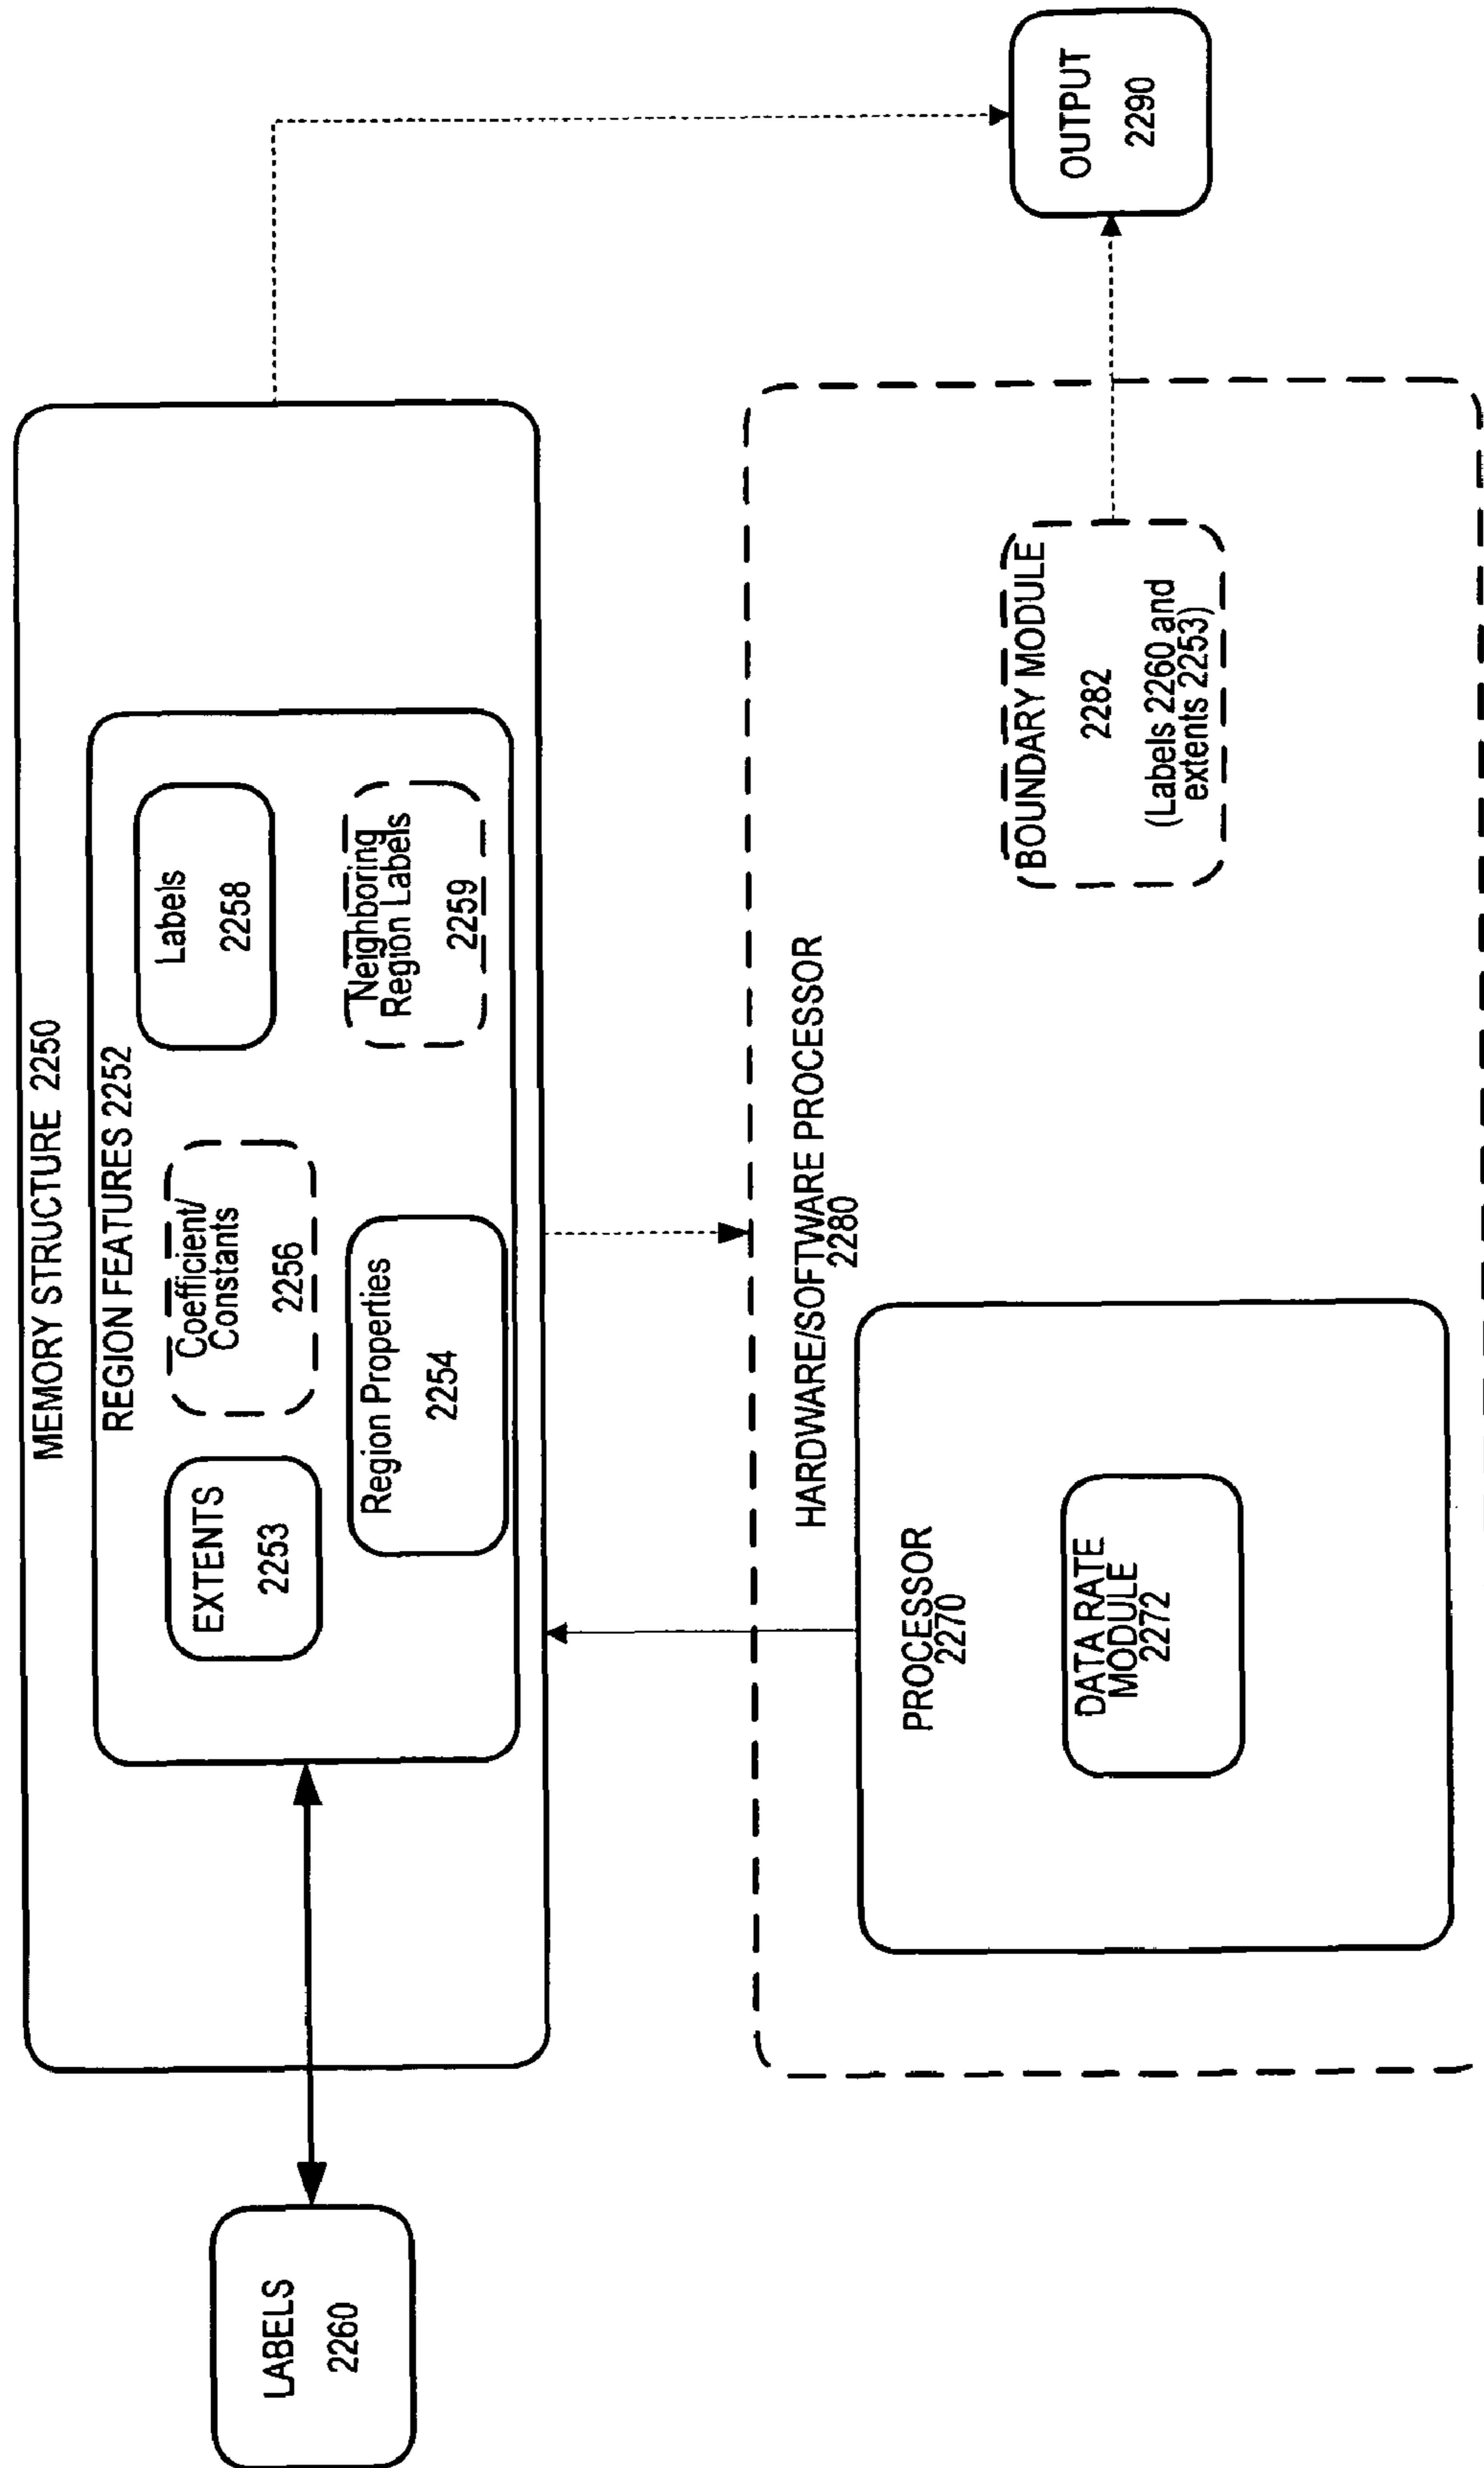 MEMORY STRUCTURE 2250
REGION FEATURES 2252
EXTENTS
2253
Coefficient/
Constants
2256
Labels
2258
Region Properties
2254
Neighboring
Region Labels
2259
LABELS
2260
HARDWARE/SOFTWARE PROCESSOR
2280
PROCESSOR
2270
DATA RATE
MODULE
2272
BOUNDARY MODULE
2282
(Labels 2260 and
extents 2253)
OUTPUT
2290